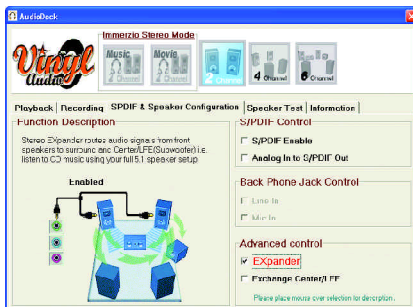 AudioDeck
Immerzio Stereo Mode
Vinyl Audio
Music
Movie
2 Channel
4 Channel
6 Channel
Playback
Recording
SPDIF & Speaker Configuration
Speaker Test
Information
Function Description
Stereo EXpander routes audio signals from front
speakers to surround and Center/LFE(Subwoofer) i.e.
listen to CD music using your full 5.1 speaker setup
Enabled
S/PDIF Control
S/PDIF Enable
Analog In to S/PDIF Out
Back Phone Jack Control
Line In
Mic In
Advanced control
EXpander
Exchange Center/LFE
Please place mouse over selection for description.